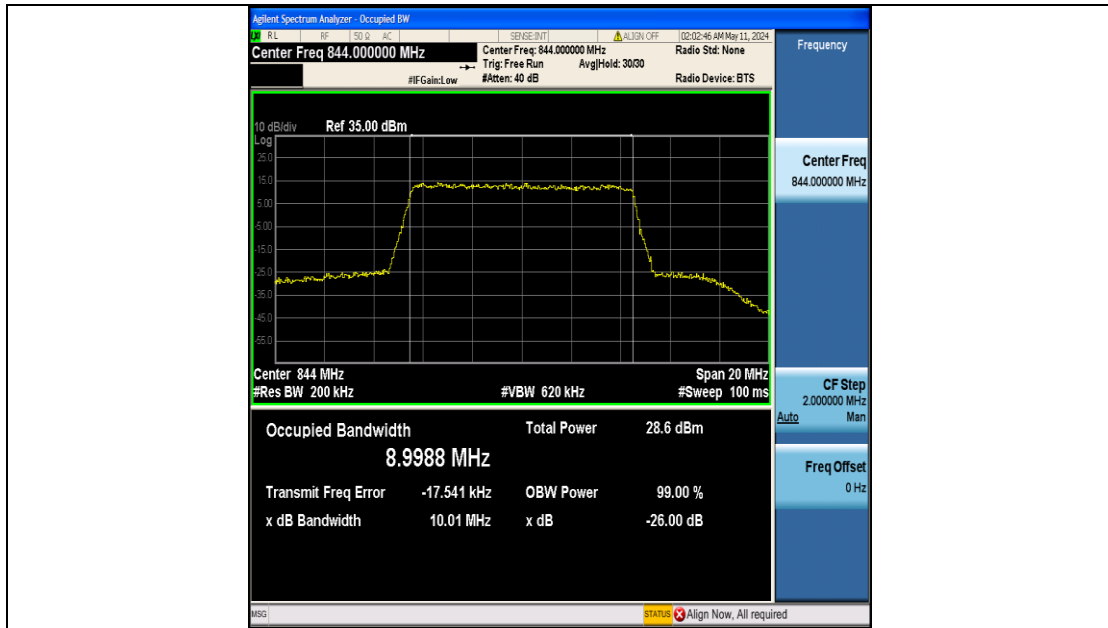 Agilent Spectrum Analyzer - Occupied BW
RL RF 50 Ω AC SENSE:INT ALIGN OFF 02:02:46 AM May 11, 2024
Center Freq 844.000000 MHz
Center Freq: 844.000000 MHz Radio Std: None
Trig: Free Run Avg|Hold: 30/30
#IFGain:Low #Atten: 40 dB Radio Device: BTS
10 dB/div Ref 35.00 dBm
Log
25.0
15.0
5.00
-5.00
-15.0
-25.0
-35.0
-45.0
-55.0
Center 844 MHz Span 20 MHz
#Res BW 200 kHz #VBW 620 kHz #Sweep 100 ms
Occupied Bandwidth Total Power 28.6 dBm
8.9988 MHz
Transmit Freq Error -17.541 kHz OBW Power 99.00 %
x dB Bandwidth 10.01 MHz x dB -26.00 dB
Frequency
Center Freq
844.000000 MHz
CF Step
2.000000 MHz
Auto Man
Freq Offset
0 Hz
MSG STATUS Align Now, All required